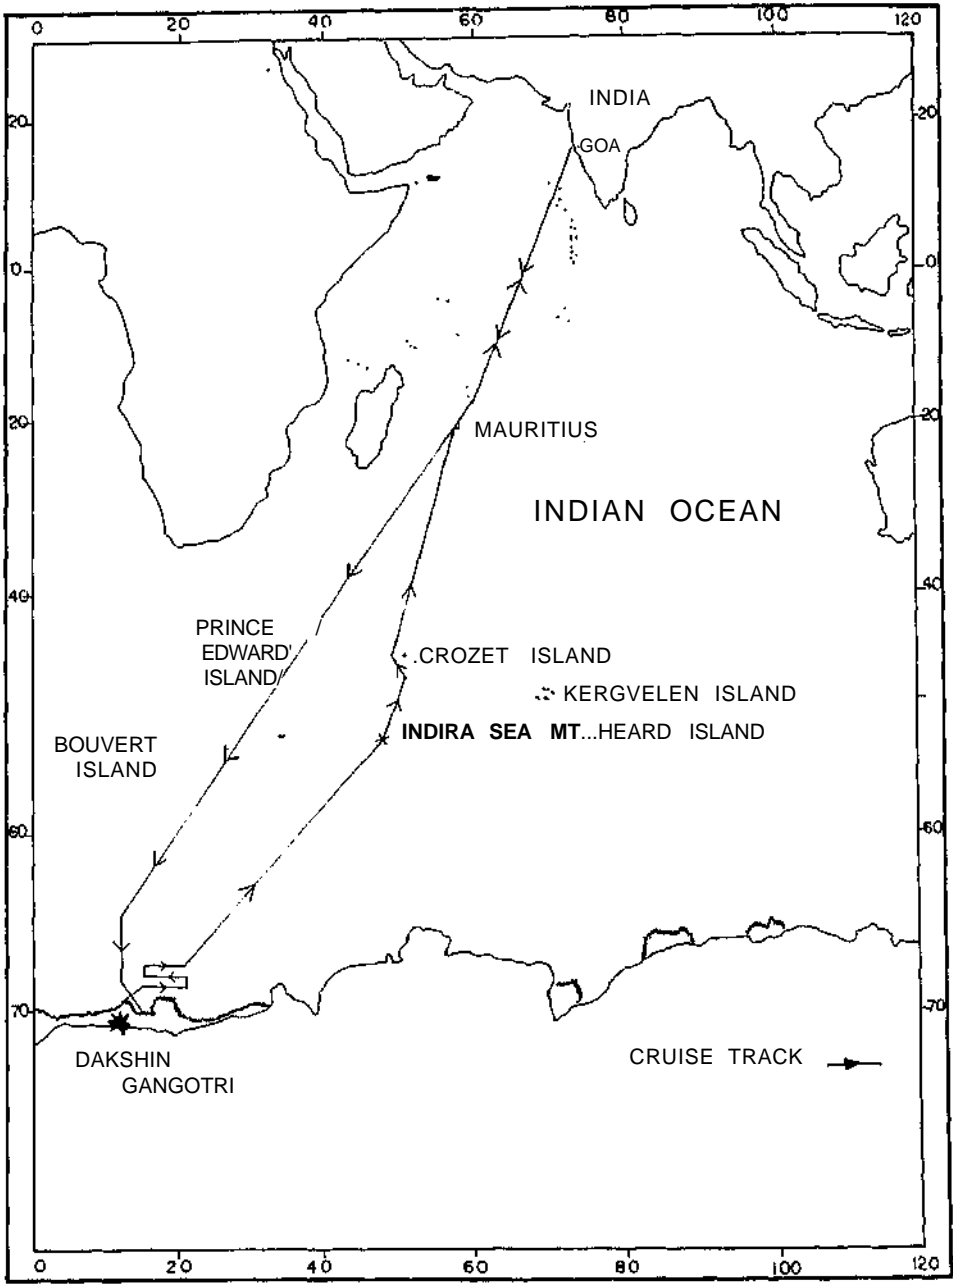 0 20 40 60 80 100 120
INDIA
20 20
GOA
0 0
20 20
MAURITIUS
INDIAN OCEAN
40 40
PRINCE
EDWARD'
ISLAND/
.CROZET ISLAND
KERGVELEN ISLAND
INDIRA SEA MT...HEARD ISLAND
BOUVERT
ISLAND
60 60
70 70
DAKSHIN
GANGOTRI
CRUISE TRACK
0 20 40 60 80 100 120